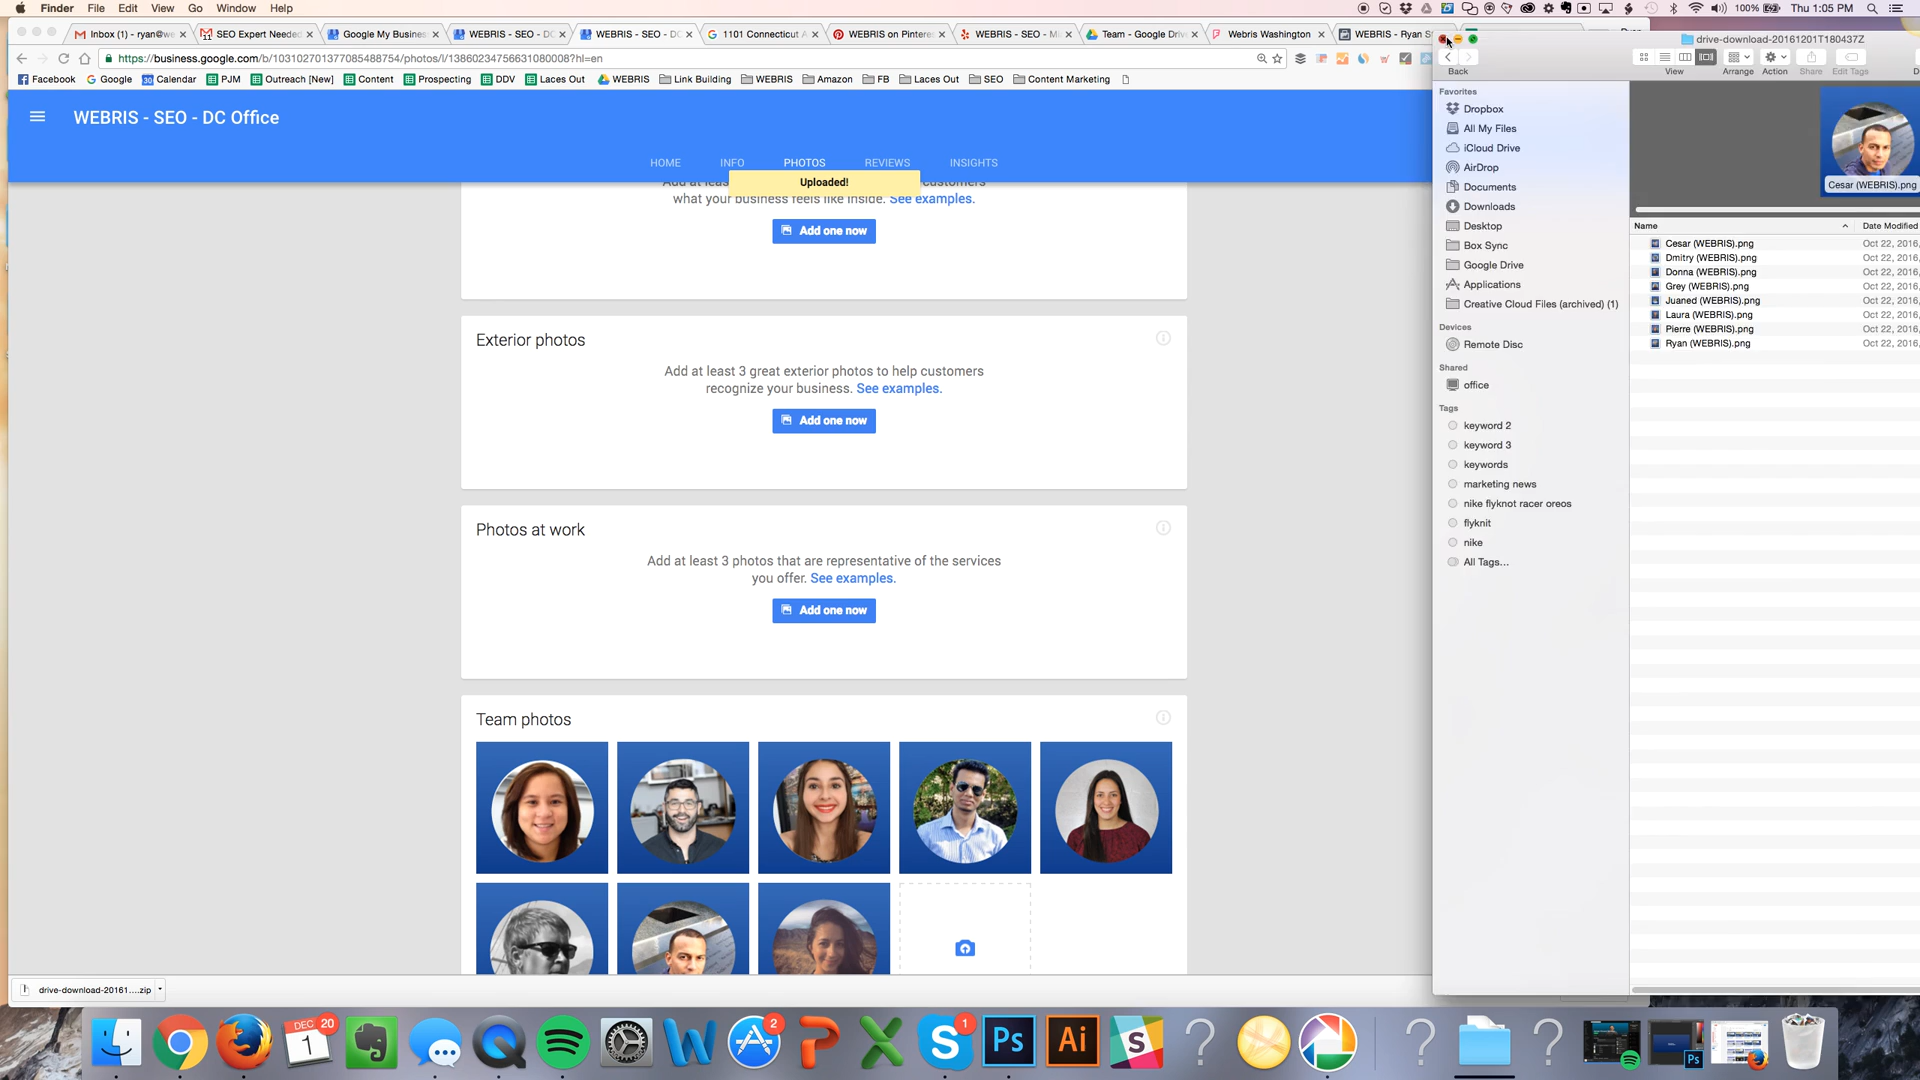 Finder File Edit View Go Window Help
100% Thu 1:05 PM
Inbox (1) - ryan@we
SEO Expert Needed
Google My Busines
WEBRIS - SEO - DC
WEBRIS - SEO - DC
1101 Connecticut A
WEBRIS on Pintere
WEBRIS - SEO - Mi
Team - Google Driv
Webris Washington
WEBRIS - Ryan S
https://business.google.com/b/103102701377085488754/photos/l/13860234756631080008?hl=en
Facebook Google Calendar PJM Outreach [New] Content Prospecting DDV Laces Out WEBRIS Link Building WEBRIS Amazon FB Laces Out SEO Content Marketing
WEBRIS - SEO - DC Office
HOME INFO PHOTOS REVIEWS INSIGHTS
Uploaded!
what your business feels like inside. See examples.
Add one now
Exterior photos
Add at least 3 great exterior photos to help customers
recognize your business. See examples.
Add one now
Photos at work
Add at least 3 photos that are representative of the services
you offer. See examples.
Add one now
Team photos
drive-download-20161....zip
drive-download-20161201T180437Z
Back View Arrange Action Share Edit Tags
Favorites
Dropbox
All My Files
iCloud Drive
AirDrop
Documents
Downloads
Desktop
Box Sync
Google Drive
Applications
Creative Cloud Files (archived) (1)
Devices
Remote Disc
Shared
office
Tags
keyword 2
keyword 3
keywords
marketing news
nike flyknot racer oreos
flyknit
nike
All Tags...
Cesar (WEBRIS).png
Name Date Modified
Cesar (WEBRIS).png Oct 22, 2016,
Dmitry (WEBRIS).png Oct 22, 2016,
Donna (WEBRIS).png Oct 22, 2016,
Grey (WEBRIS).png Oct 22, 2016,
Juaned (WEBRIS).png Oct 22, 2016,
Laura (WEBRIS).png Oct 22, 2016,
Pierre (WEBRIS).png Oct 22, 2016,
Ryan (WEBRIS).png Oct 22, 2016,
DEC 20
1
2
1
Ps
Ai
S
Ps